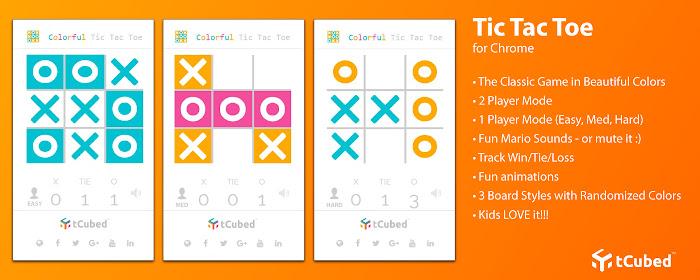 Colorful Tic Tac Toe
O O X
X X O
X O O
X TIE O
EASY 0 1 1
tCubed
Colorful Tic Tac Toe
X
O O O
X X
X TIE O
MED 0 0 1
tCubed
Colorful Tic Tac Toe
O O
X X O
X O
X TIE O
HARD 0 1 3
tCubed
Tic Tac Toe
for Chrome
• The Classic Game in Beautiful Colors
• 2 Player Mode
• 1 Player Mode (Easy, Med, Hard)
• Fun Mario Sounds - or mute it :)
• Track Win/Tie/Loss
• Fun animations
• 3 Board Styles with Randomized Colors
• Kids LOVE it!!!
tCubed